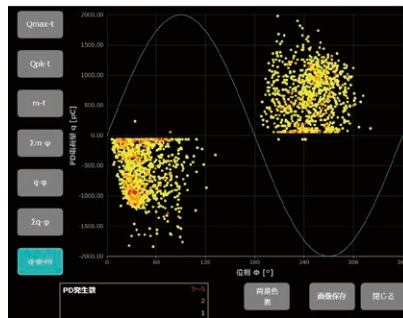 Qmax-t
Qpk-t
m-t
Σm-φ
q-φ
Σq-φ
q-φ-m
PD電荷量 q [pC]
2000.00
1500.00
1000.00
500.00
0.00
-500.00
-1000.00
-1500.00
-2000.00
0
60
120
180
240
300
位相 Φ [°]
PD発生数
3～5
2
1
背景色
黒
画像保存
閉じる